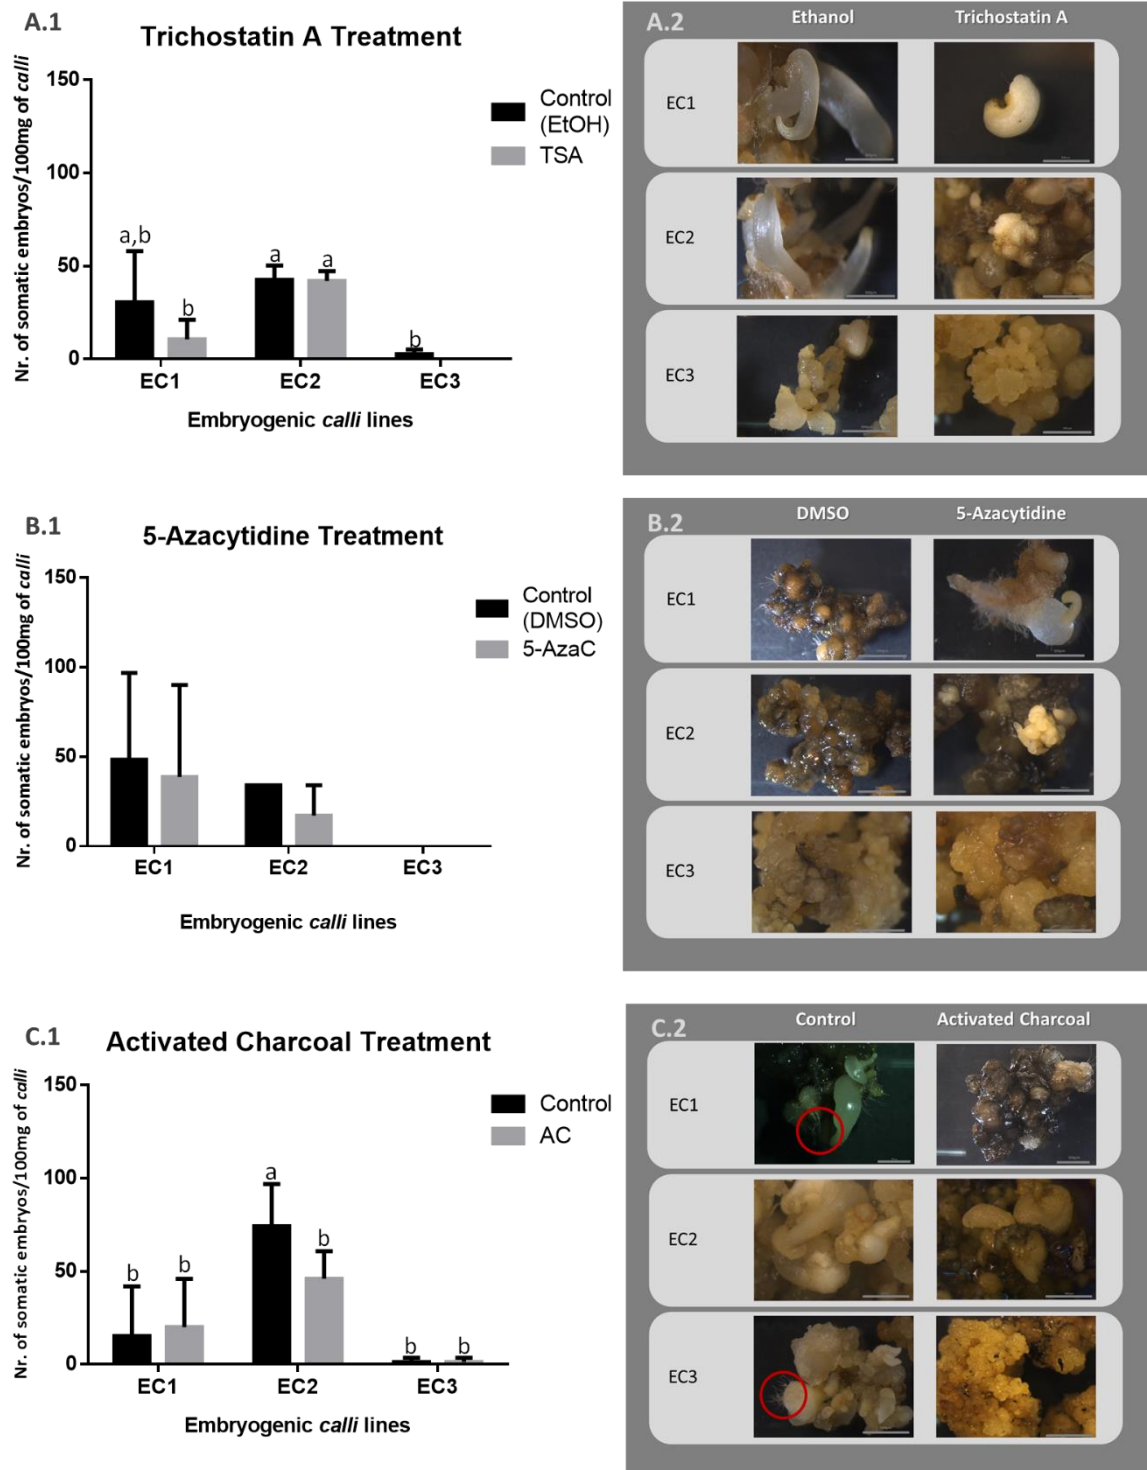 A.1
Trichostatin A Treatment
Nr. of somatic embryos/100mg of calli
150
100
50
0
a,b
b
a
a
b
EC1
EC2
EC3
Embryogenic calli lines
Control
(EtOH)
TSA
A.2
Ethanol
Trichostatin A
EC1
EC2
EC3
B.1
5-Azacytidine Treatment
Nr. of somatic embryos/100mg of calli
150
100
50
0
EC1
EC2
EC3
Embryogenic calli lines
Control
(DMSO)
5-AzaC
B.2
DMSO
5-Azacytidine
EC1
EC2
EC3
C.1
Activated Charcoal Treatment
Nr. of somatic embryos/100mg of calli
150
100
50
0
b
b
a
b
b
b
EC1
EC2
EC3
Embryogenic calli lines
Control
AC
C.2
Control
Activated Charcoal
EC1
EC2
EC3